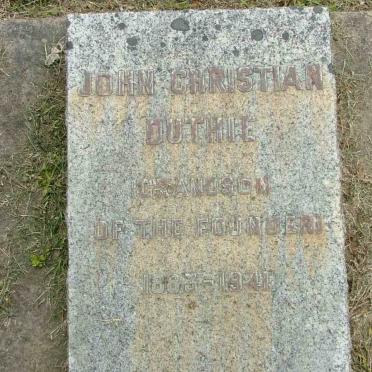 JOHN CHRISTIAN
DUTHIE
(GRANDSON
OF THE FOUNDER)